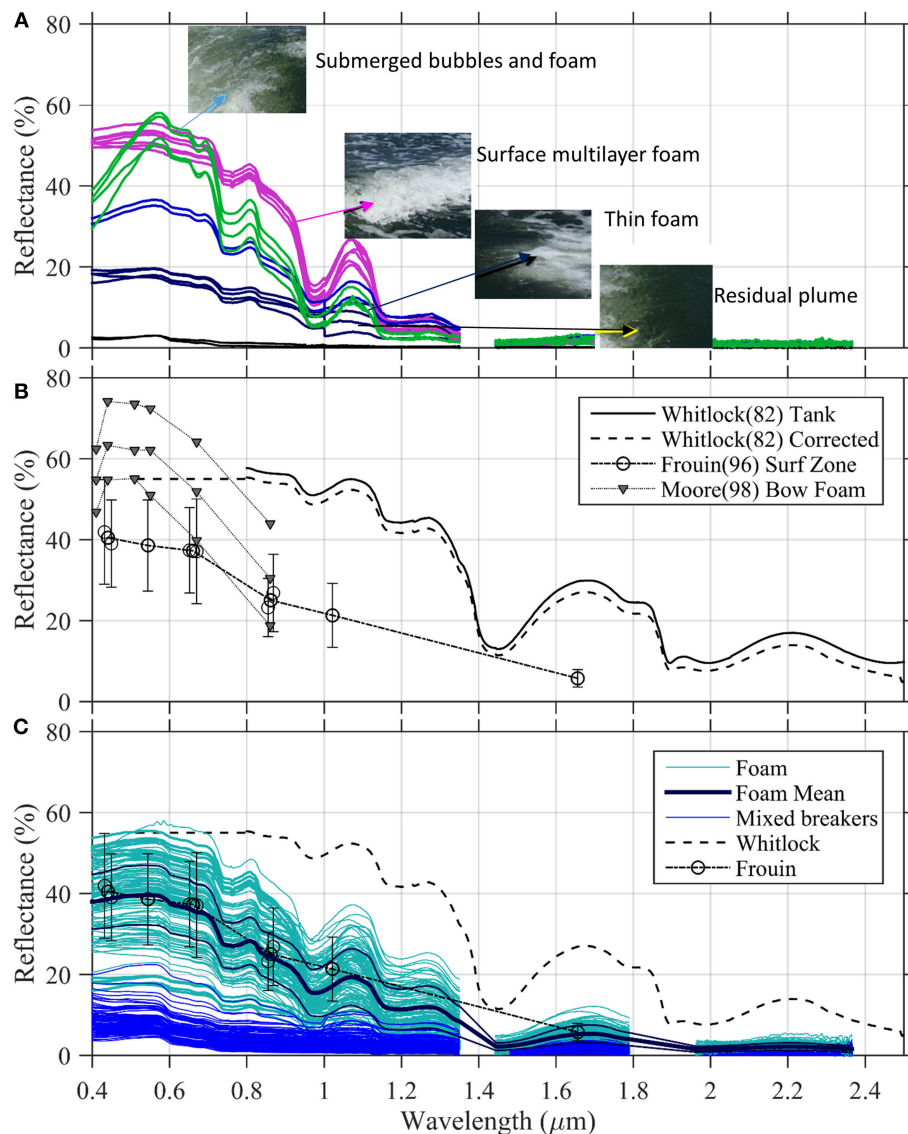 A
80
60
40
20
0
Reflectance (%)
Submerged bubbles and foam
Surface multilayer foam
Thin foam
Residual plume
B
80
60
40
20
0
Reflectance (%)
Whitlock(82) Tank
Whitlock(82) Corrected
Frouin(96) Surf Zone
Moore(98) Bow Foam
C
80
60
40
20
0
Reflectance (%)
Foam
Foam Mean
Mixed breakers
Whitlock
Frouin
0.4 0.6 0.8 1 1.2 1.4 1.6 1.8 2 2.2 2.4
Wavelength (μm)